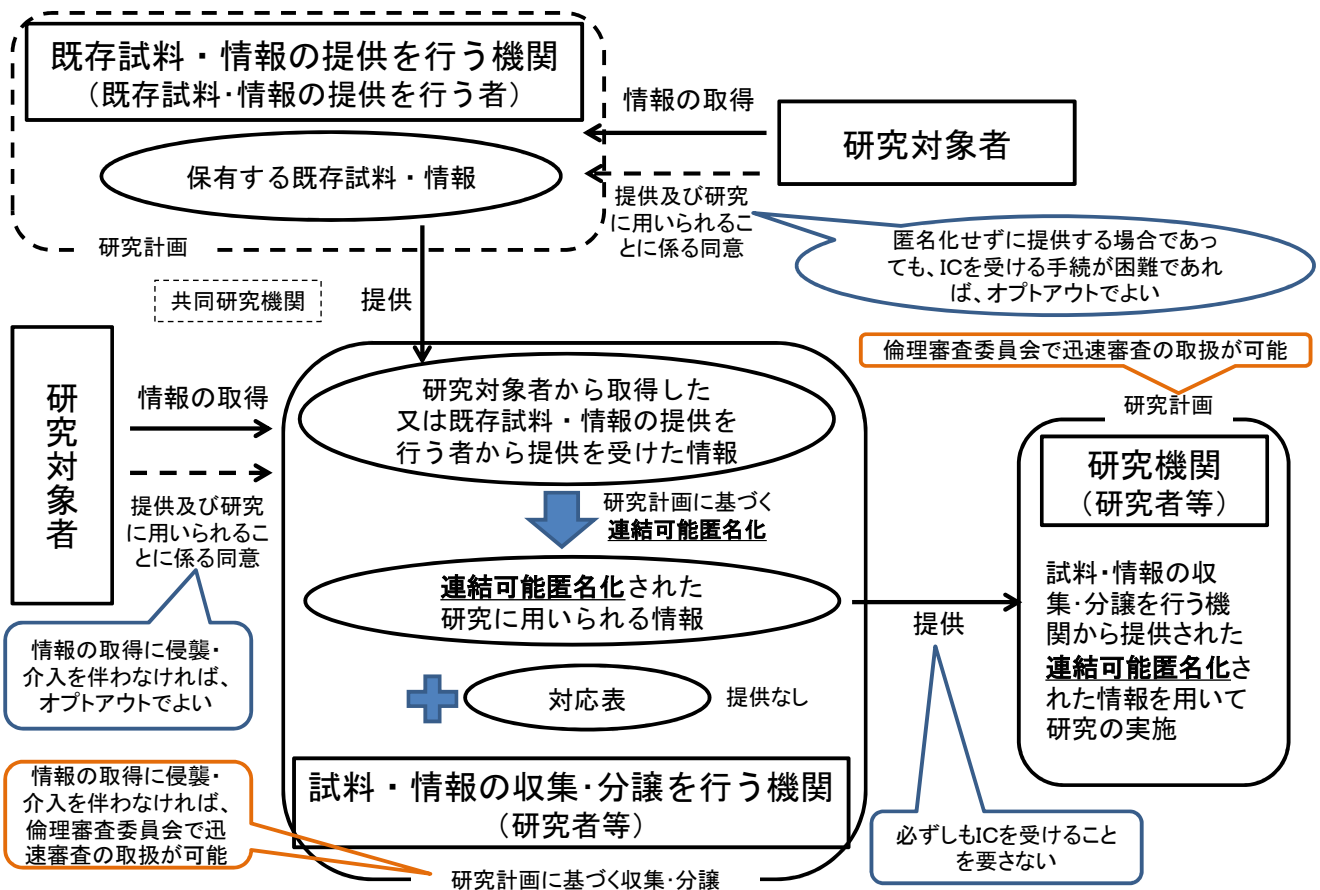 既存試料・情報の提供を行う機関
（既存試料･情報の提供を行う者）
保有する既存試料・情報
研究計画
情報の取得
研究対象者
提供及び研究
に用いられるこ
とに係る同意
匿名化せずに提供する場合であっ
ても、ICを受ける手続が困難であれ
ば、オプトアウトでよい
共同研究機関
提供
倫理審査委員会で迅速審査の取扱が可能
研究対象者
情報の取得
提供及び研究
に用いられるこ
とに係る同意
情報の取得に侵襲・
介入を伴わなければ、
オプトアウトでよい
研究対象者から取得した
又は既存試料・情報の提供を
行う者から提供を受けた情報
研究計画に基づく
連結可能匿名化
連結可能匿名化された
研究に用いられる情報
対応表
提供なし
試料・情報の収集･分譲を行う機関
（研究者等）
研究計画に基づく収集･分譲
情報の取得に侵襲・
介入を伴わなければ、
倫理審査委員会で迅
速審査の取扱が可能
提供
必ずしもICを受けること
を要さない
研究計画
研究機関
（研究者等）
試料･情報の収
集･分譲を行う機
関から提供された
連結可能匿名化さ
れた情報を用いて
研究の実施